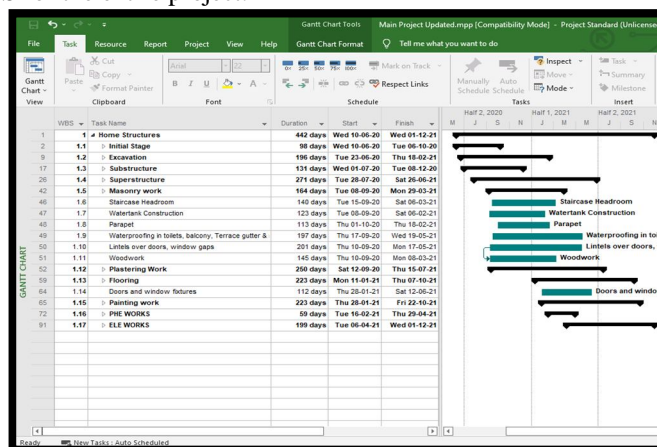 Gantt Chart Tools Main Project Updated.mpp [Compatibility Mode] - Project Standard (Unlicense
File Task Resource Report Project View Help Gantt Chart Format Tell me what you want to do
Gantt Chart
Paste
Cut
Copy
Format Painter
Arial 22
B I U A
0% 25% 50% 75% 100%
Mark on Track
Respect Links
Manually Schedule
Auto Schedule
Inspect
Move
Mode
Task
Summary
Milestone
View Clipboard Font Schedule Tasks Insert
Half 2, 2020 Half 1, 2021 Half 2, 2021
WBS Task Name Duration Start Finish M J S N J M M J S N
1 1 Home Structures 442 days Wed 10-06-20 Wed 01-12-21
2 1.1 Initial Stage 98 days Wed 10-06-20 Tue 06-10-20
9 1.2 Excavation 196 days Tue 23-06-20 Thu 18-02-21
17 1.3 Substructure 131 days Wed 01-07-20 Tue 08-12-20
26 1.4 Superstructure 271 days Tue 28-07-20 Sat 26-06-21
42 1.5 Masonry work 164 days Tue 08-09-20 Mon 29-03-21
46 1.6 Staircase Headroom 140 days Tue 15-09-20 Sat 06-03-21 Staircase Headroom
47 1.7 Watertank Construction 123 days Tue 08-09-20 Sat 06-02-21 Watertank Construction
48 1.8 Parapet 113 days Thu 01-10-20 Thu 18-02-21 Parapet
49 1.9 Waterproofing in toilets, balcony, Terrace gutter & 197 days Thu 17-09-20 Wed 19-05-21 Waterproofing in toi
50 1.10 Lintels over doors, window gaps 201 days Thu 10-09-20 Mon 17-05-21 Lintels over doors,
51 1.11 Woodwork 145 days Thu 10-09-20 Mon 08-03-21 Woodwork
52 1.12 Plastering Work 250 days Sat 12-09-20 Thu 15-07-21
59 1.13 Flooring 223 days Mon 11-01-21 Thu 07-10-21
64 1.14 Doors and window fixtures 112 days Thu 28-01-21 Sat 12-06-21 Doors and windo
65 1.15 Painting work 223 days Thu 28-01-21 Fri 22-10-21
72 1.16 PHE WORKS 59 days Tue 16-02-21 Thu 29-04-21
91 1.17 ELE WORKS 199 days Tue 06-04-21 Wed 01-12-21
GANTT CHART
Ready New Tasks : Auto Scheduled